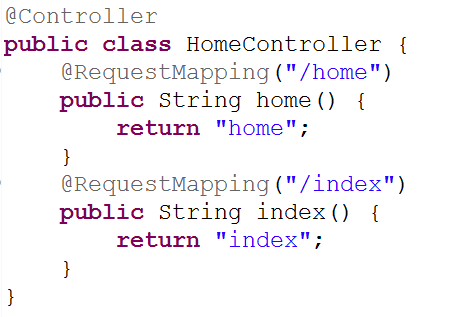 @Controller
public class HomeController {
    @RequestMapping("/home")
    public String home() {
        return "home";
    }
    @RequestMapping("/index")
    public String index() {
        return "index";
    }
}